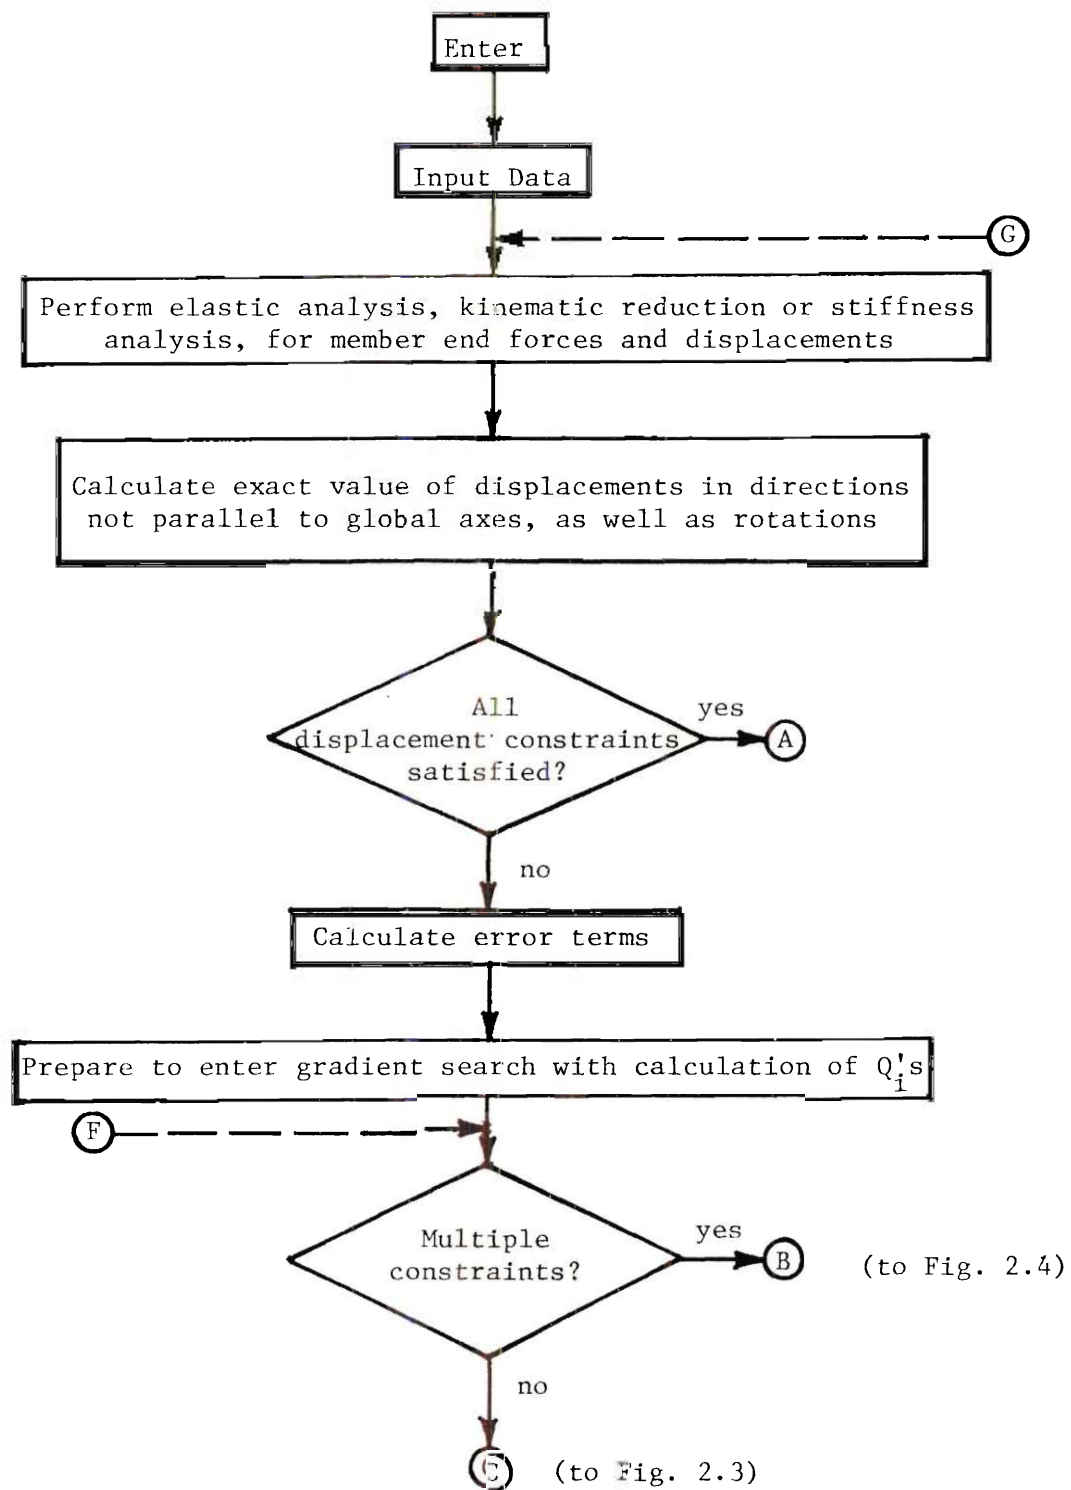 Enter
Input Data
G
Perform elastic analysis, kinematic reduction or stiffness
analysis, for member end forces and displacements
Calculate exact value of displacements in directions
not parallel to global axes, as well as rotations
All
displacement constraints
satisfied?
yes
A
no
Calculate error terms
Prepare to enter gradient search with calculation of Q'is
F
Multiple
constraints?
yes
B
(to Fig. 2.4)
no
C
(to Fig. 2.3)